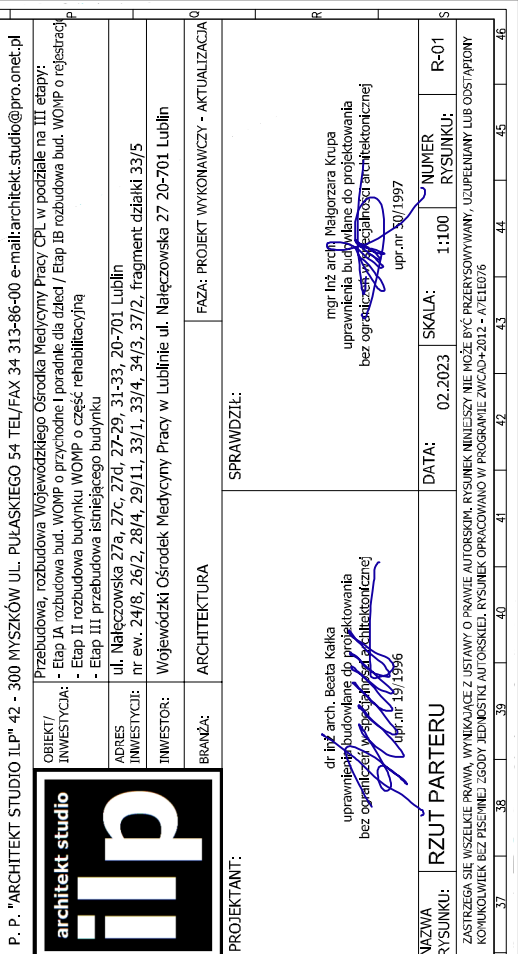 P. P. "ARCHITEKT STUDIO ILP" 42 - 300 MYSZKÓW UL. PUŁASKIEGO 54 TEL/FAX 34 313-86-00 e-mail:architekt.studio@pro.onet.pl
architekt studio
ilp
OBIEKT/
INWESTYCJA:
Przebudowa, rozbudowa Wojewódzkiego Ośrodka Medycyny Pracy CPL w podziale na III etapy:
- Etap IA rozbudowa bud. WOMP o przychodnie i poradnie dla dzieci / Etap IB rozbudowa bud. WOMP o rejestracj
- Etap II rozbudowa budynku WOMP o część rehabilitacyjną
- Etap III przebudowa istniejącego budynku
ADRES
INWESTYCJI:
ul. Nałęczowska 27a, 27c, 27d, 27-29, 31-33, 20-701 Lublin
nr ew. 24/8, 26/2, 28/4, 29/11, 33/1, 33/4, 34/3, 37/2, fragment działki 33/5
INWESTOR:
Wojewódzki Ośrodek Medycyny Pracy w Lublinie ul. Nałęczowska 27 20-701 Lublin
BRANŻA:
ARCHITEKTURA
FAZA: PROJEKT WYKONAWCZY - AKTUALIZACJA
PROJEKTANT:
dr inż arch. Beata Kałka
uprawnienia budowlane do projektowania
bez ograniczeń w specjalności architektonicznej
upr.nr 19/1996
SPRAWDZIŁ:
mgr inż arch. Małgorzara Krupa
uprawnienia budowlane do projektowania
bez ograniczeń w specjalności architektonicznej
upr.nr 50/1997
NAZWA
RYSUNKU:
RZUT PARTERU
DATA:
02.2023
SKALA:
1:100
NUMER
RYSUNKU:
R-01
ZASTRZEGA SIĘ WSZELKIE PRAWA, WYNIKAJĄCE Z USTAWY O PRAWIE AUTORSKIM. RYSUNEK NINIEJSZY NIE MOŻE BYĆ PRZERYSOWYWANY, UZUPEŁNIANY LUB ODSTĄPIONY
KOMUKOLWIEK BEZ PISEMNEJ ZGODY JEDNOSTKI AUTORSKIEJ. RYSUNEK OPRACOWANO W PROGRAMIE ZWCAD+2012 - A7E1E076
37 38 39 40 41 42 43 44 45 46
P
Q
R
S